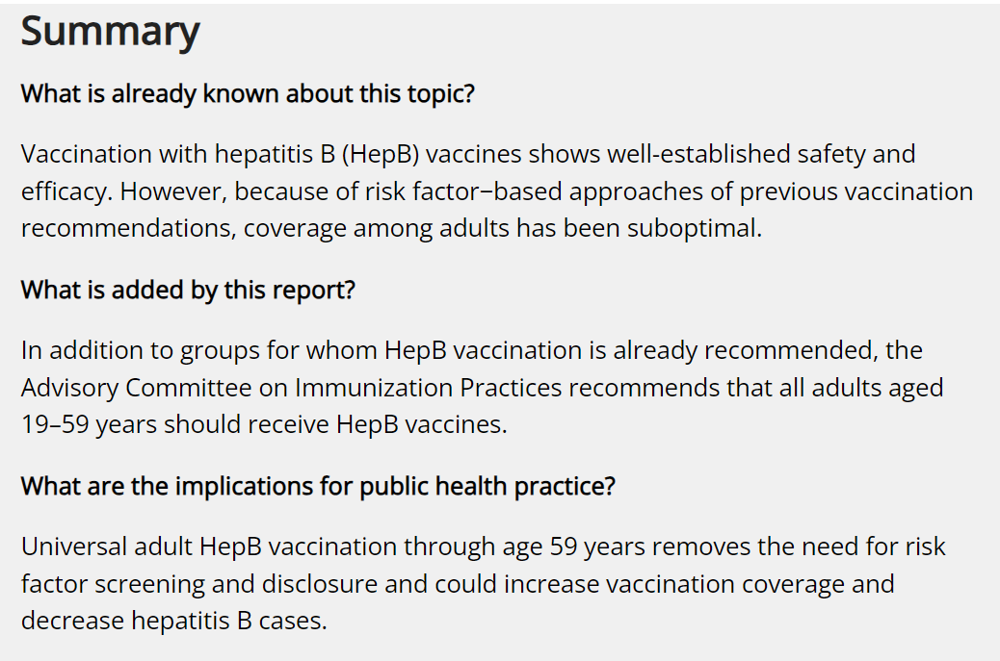 Summary
What is already known about this topic?
Vaccination with hepatitis B (HepB) vaccines shows well-established safety and
efficacy. However, because of risk factor−based approaches of previous vaccination
recommendations, coverage among adults has been suboptimal.
What is added by this report?
In addition to groups for whom HepB vaccination is already recommended, the
Advisory Committee on Immunization Practices recommends that all adults aged
19–59 years should receive HepB vaccines.
What are the implications for public health practice?
Universal adult HepB vaccination through age 59 years removes the need for risk
factor screening and disclosure and could increase vaccination coverage and
decrease hepatitis B cases.